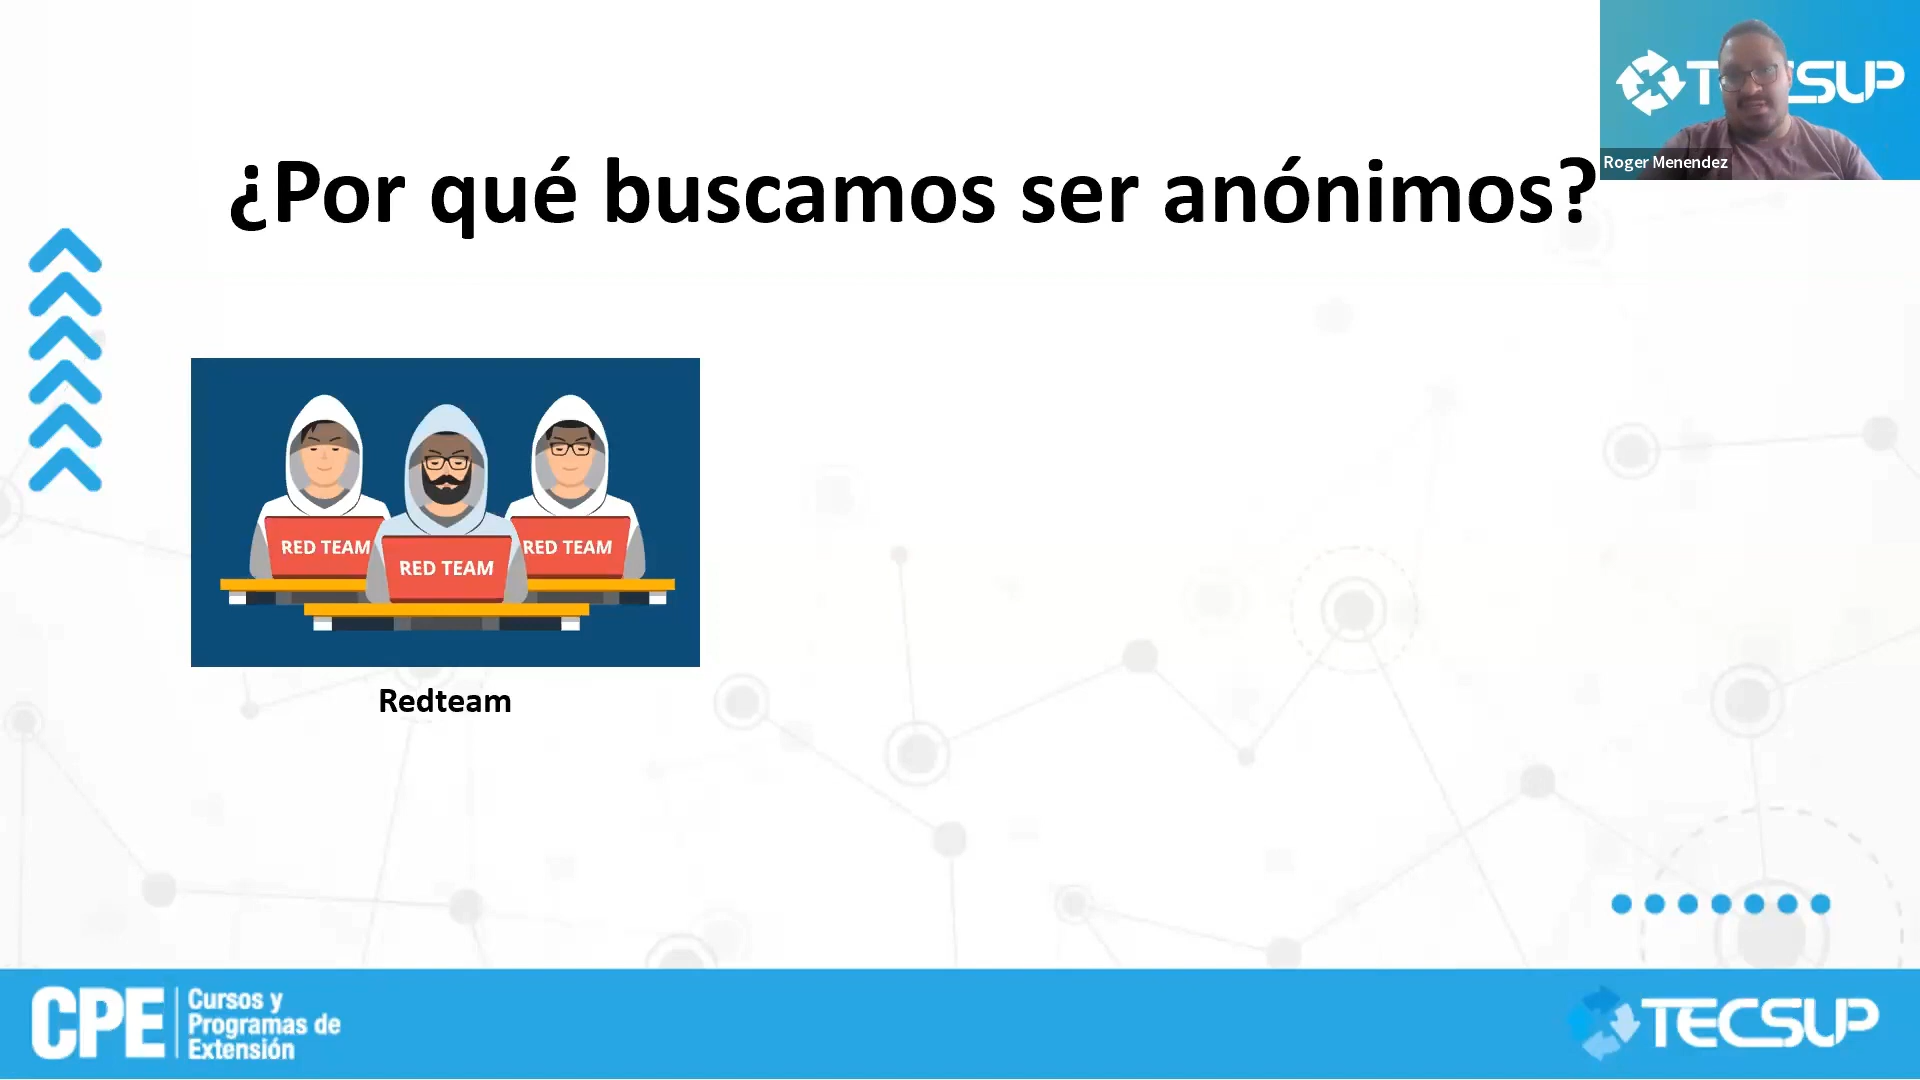 TECSUP
Roger Menendez
¿Por qué buscamos ser anónimos?
RED TEAM
RED TEAM
RED TEAM
Redteam
CPE
Cursos y
Programas de
Extensión
TECSUP